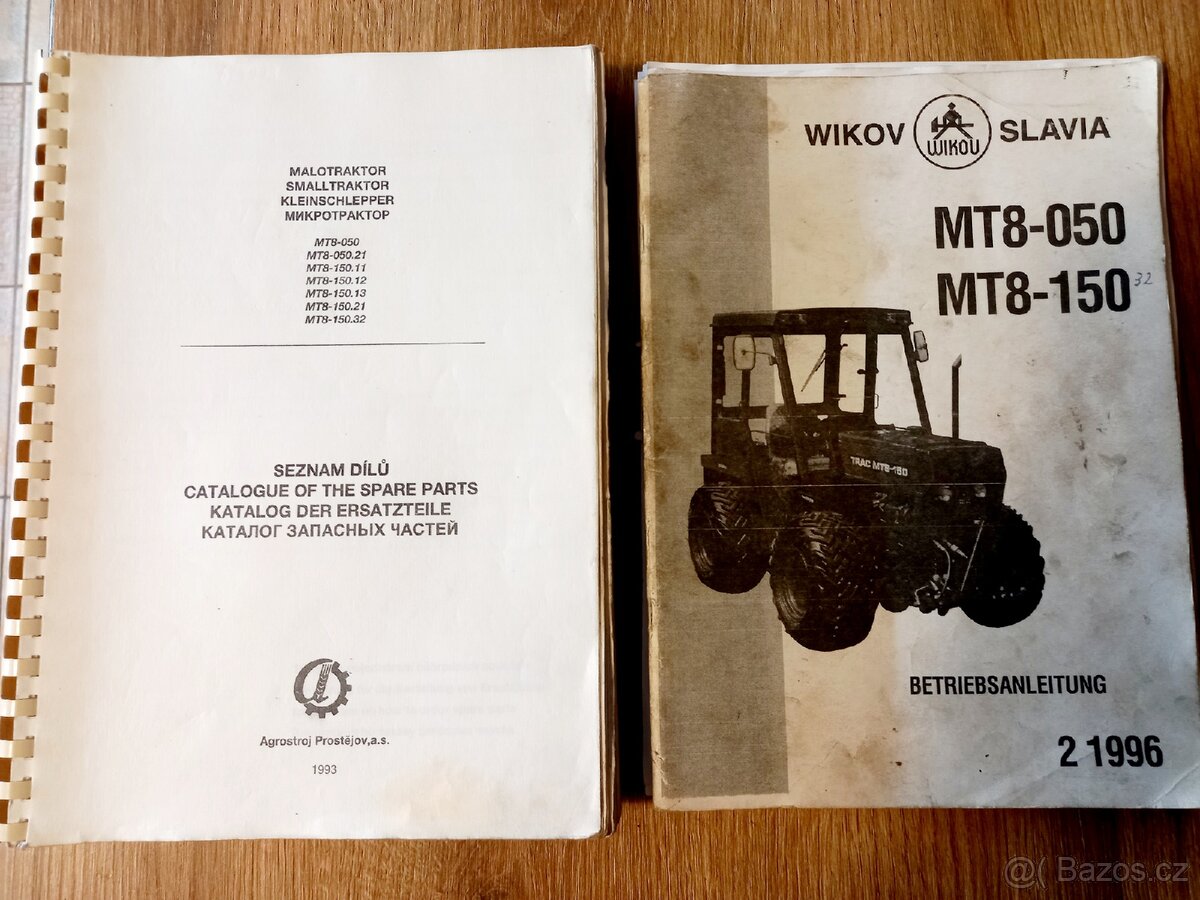 MALOTRAKTOR
SMALLTRAKTOR
KLEINSCHLEPPER
МИКРОТРАКТОР
MT8-050
MT8-050.21
MT8-150.11
MT8-150.12
MT8-150.13
MT8-150.21
MT8-150.32
SEZNAM DÍLŮ
CATALOGUE OF THE SPARE PARTS
KATALOG DER ERSATZTEILE
КАТАЛОГ ЗАПАСНЫХ ЧАСТЕЙ
Agrostroj Prostějov,a.s.
1993
WIKOV WIKOV SLAVIA
MT8-050
MT8-150 32
TRAC MT8-150
BETRIEBSANLEITUNG
2 1996
@( Bazos.cz